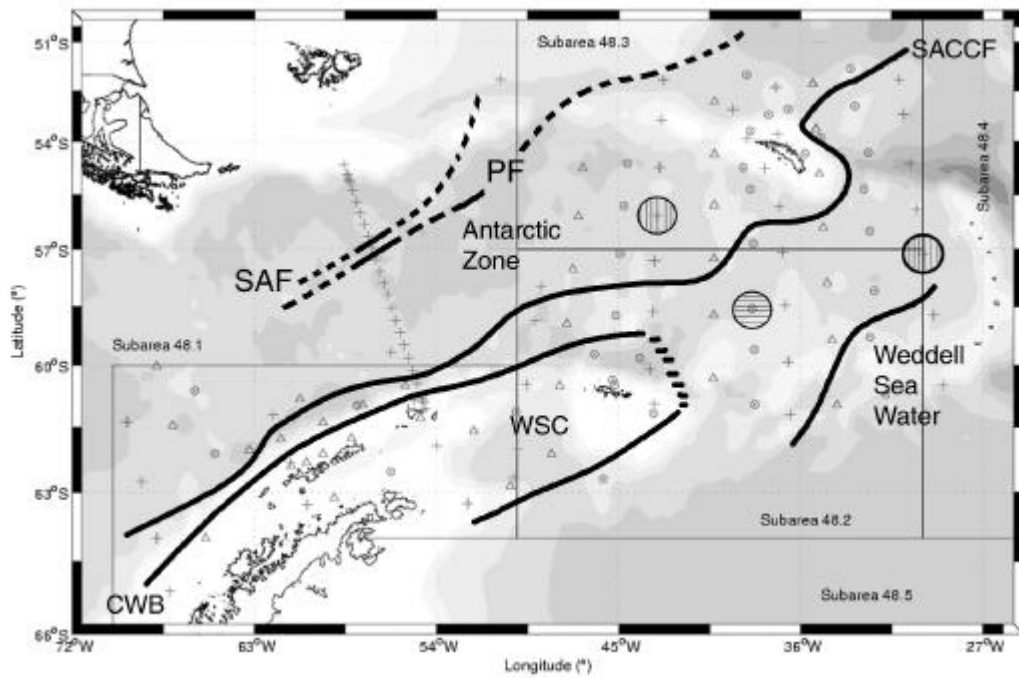 51°S
Subarea 48.3
SACCF
54°S
Subarea 48.4
PF
Antarctic
Zone
57°S
SAF
Latitude (°)
Subarea 48.1
60°S
Weddell
Sea
Water
WSC
63°S
Subarea 48.2
CWB
Subarea 48.5
66°S
72°W
63°W
54°W
45°W
36°W
27°W
Longitude (°)